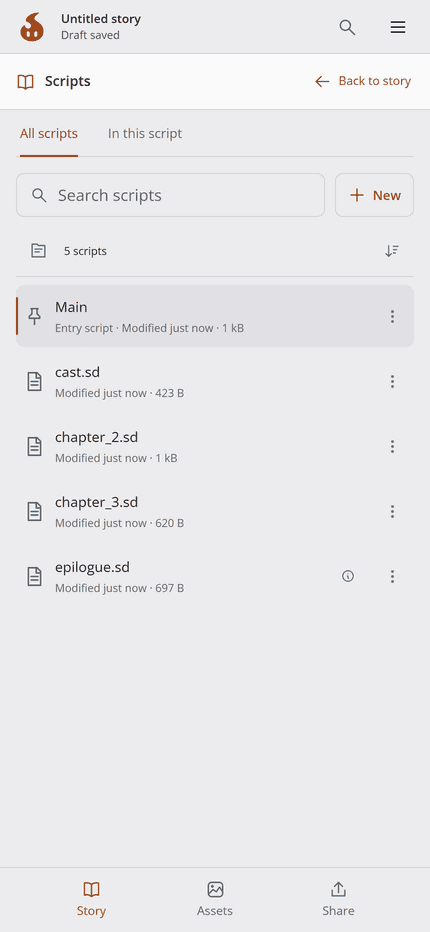 Untitled story
Draft saved
Scripts
Back to story
All scripts
In this script
Search scripts
New
5 scripts
Main
Entry script · Modified just now · 1 kB
cast.sd
Modified just now · 423 B
chapter_2.sd
Modified just now · 1 kB
chapter_3.sd
Modified just now · 620 B
epilogue.sd
Modified just now · 697 B
Story
Assets
Share